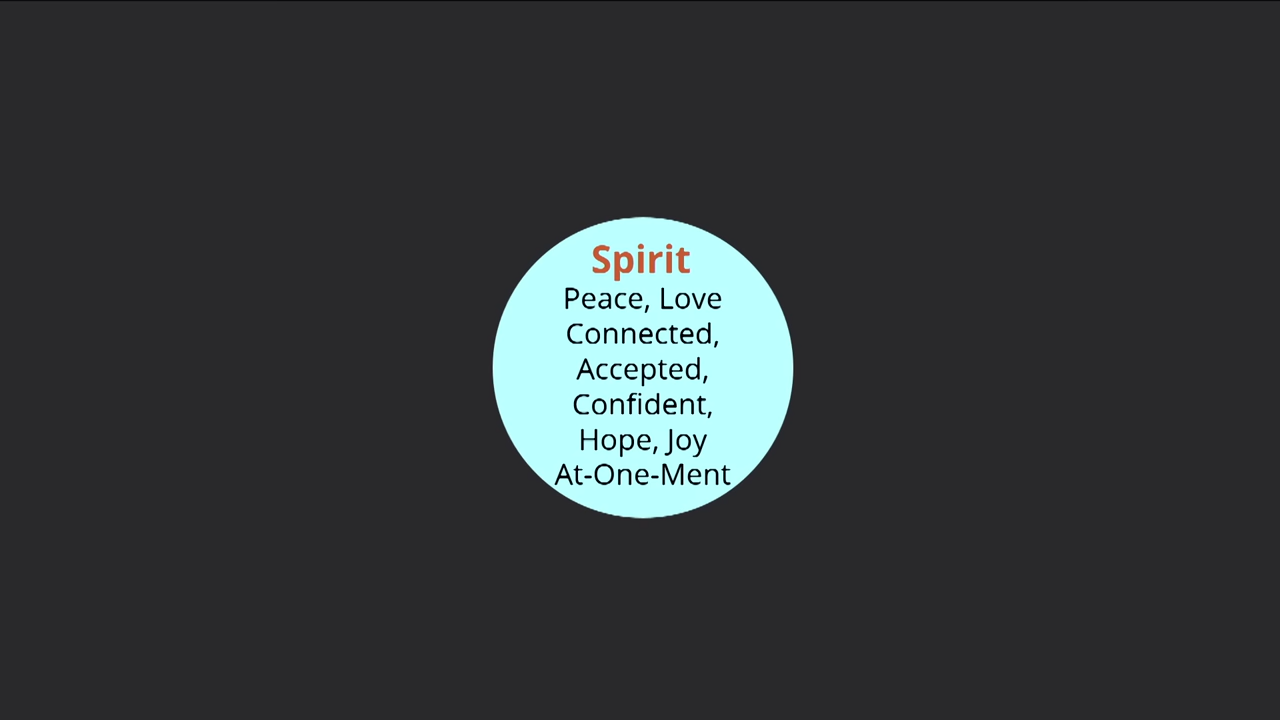 Spirit
Peace, Love
Connected,
Accepted,
Confident,
Hope, Joy
At-One-Ment